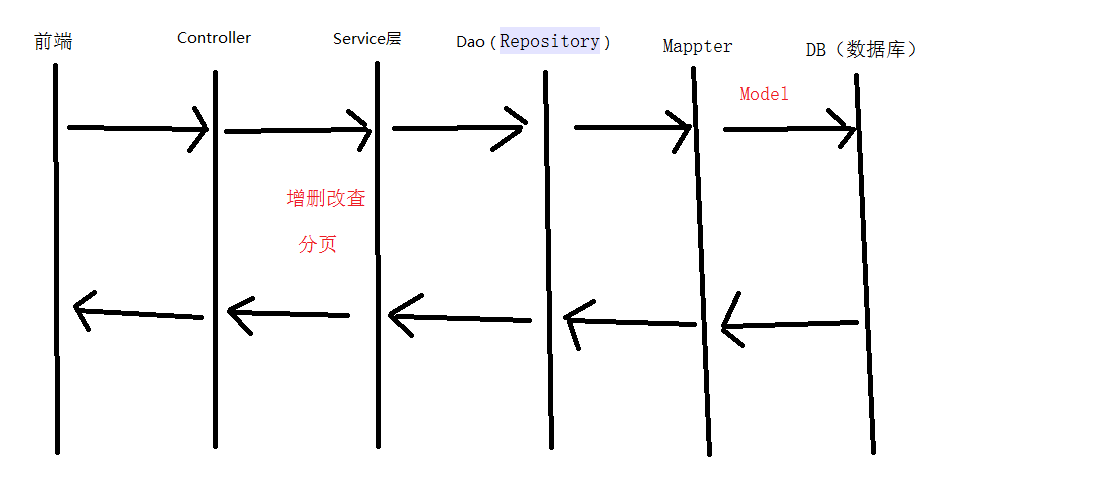 前端
Controller
Service层
Dao（Repository）
Mappter
DB（数据库）
Model
增删改查
分页